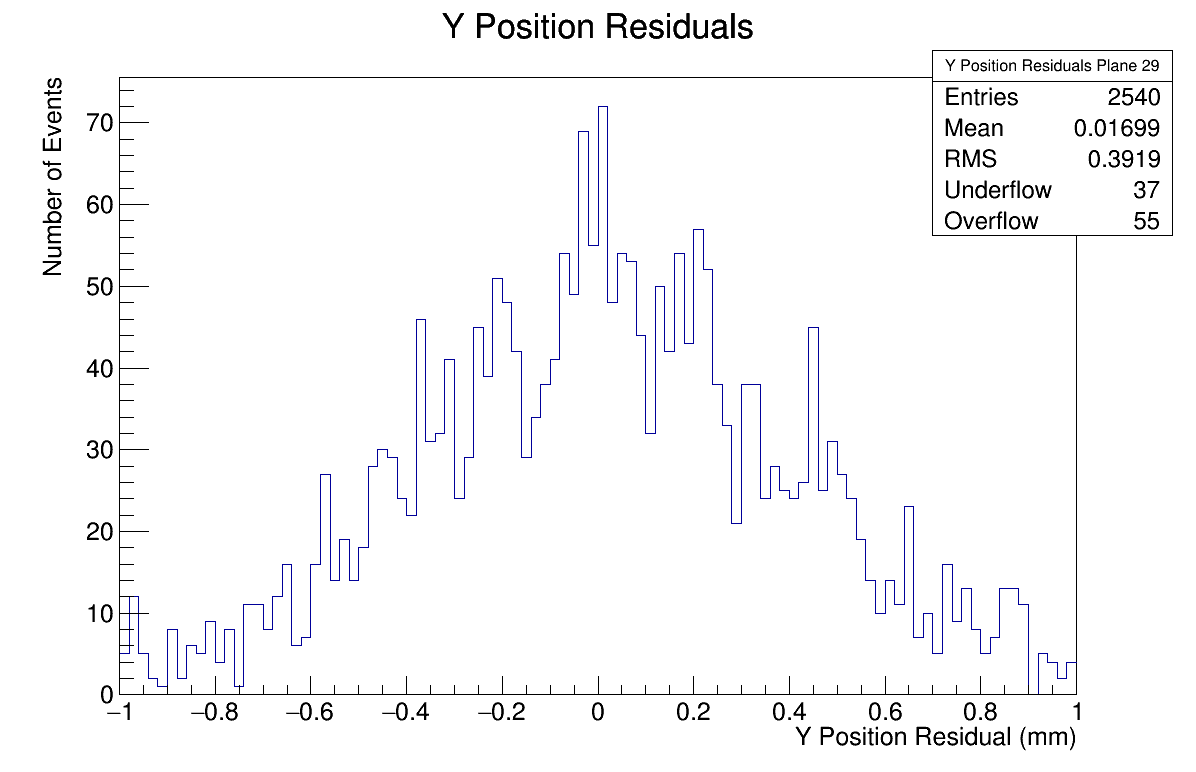 Y Position Residuals
Number of Events
Y Position Residuals Plane 29
Entries 2540
Mean 0.01699
RMS 0.3919
Underflow 37
Overflow 55
70
60
50
40
30
20
10
0
−1 −0.8 −0.6 −0.4 −0.2 0 0.2 0.4 0.6 0.8 1
Y Position Residual (mm)